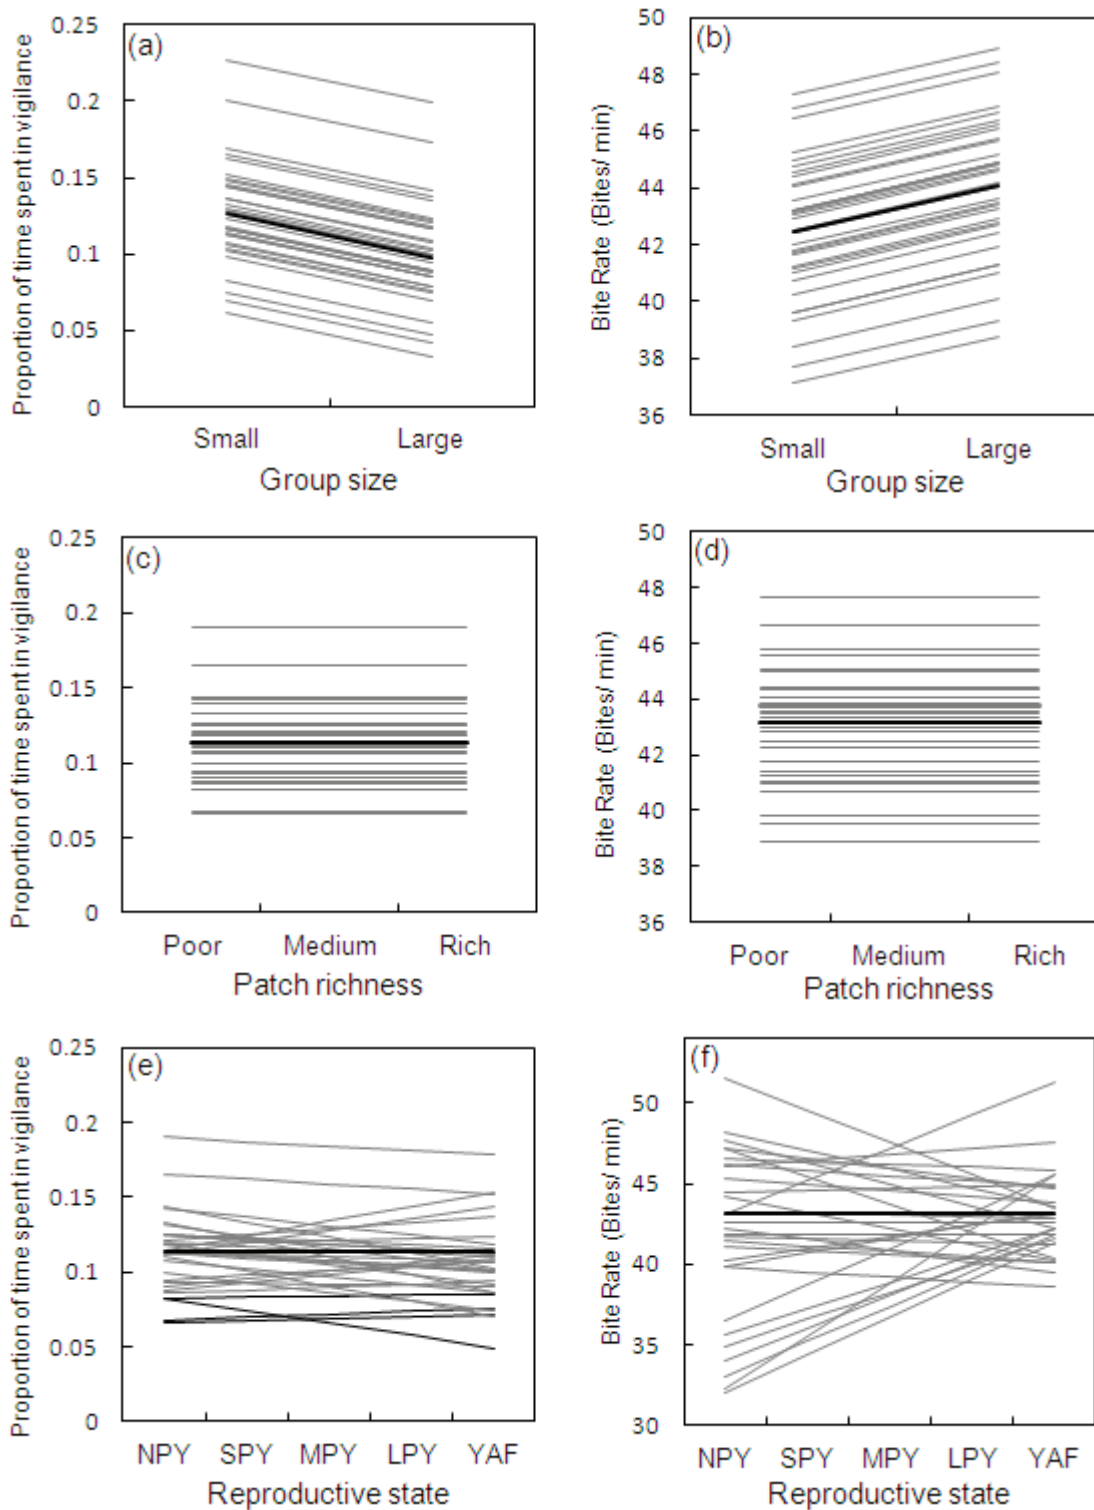 (a)
Proportion of time spent in vigilance
0.25
0.2
0.15
0.1
0.05
0
Small Large
Group size
(b)
Bite Rate (Bites/ min)
50
48
46
44
42
40
38
36
Small Large
Group size
(c)
Proportion of time spent in vigilance
0.25
0.2
0.15
0.1
0.05
0
Poor Medium Rich
Patch richness
(d)
Bite Rate (Bites/ min)
50
48
46
44
42
40
38
36
Poor Medium Rich
Patch richness
(e)
Proportion of time spent in vigilance
0.25
0.2
0.15
0.1
0.05
0
NPY SPY MPY LPY YAF
Reproductive state
(f)
Bite Rate (Bites/ min)
50
45
40
35
30
NPY SPY MPY LPY YAF
Reproductive state